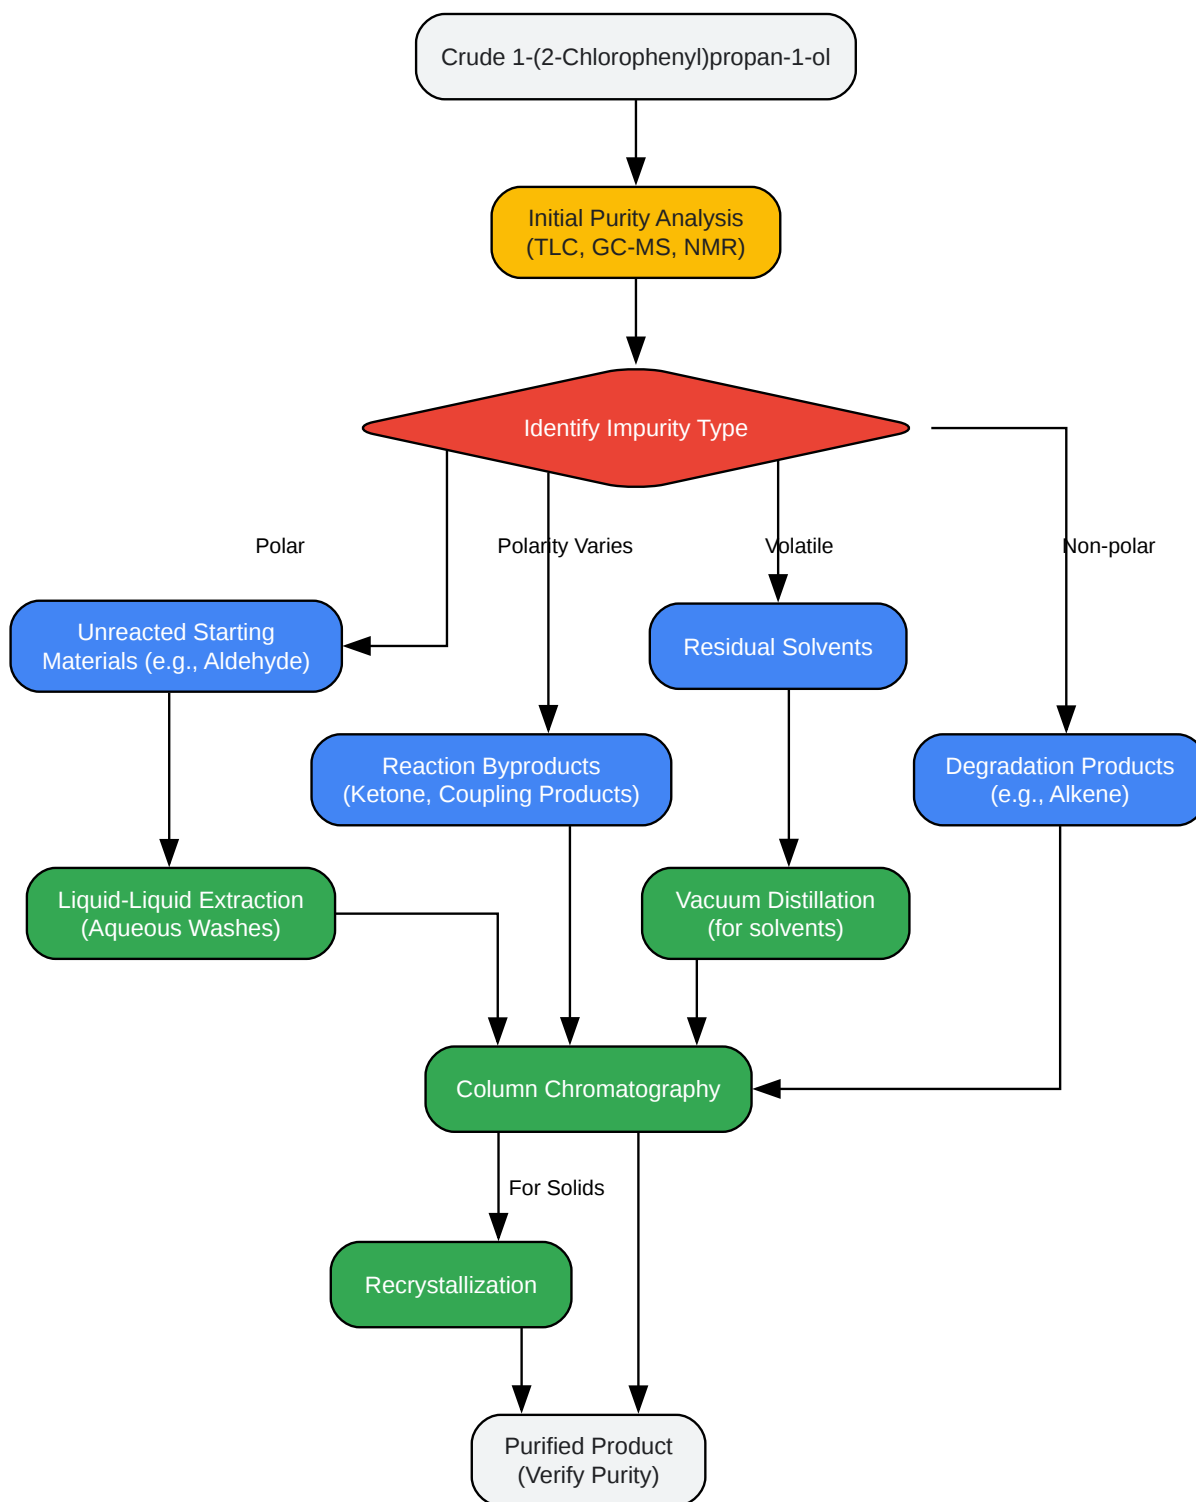 Crude 1-(2-Chlorophenyl)propan-1-ol
Initial Purity Analysis
(TLC, GC-MS, NMR)
Identify Impurity Type
Polar
Polarity Varies
Volatile
Non-polar
Unreacted Starting
Materials (e.g., Aldehyde)
Residual Solvents
Reaction Byproducts
(Ketone, Coupling Products)
Degradation Products
(e.g., Alkene)
Liquid-Liquid Extraction
(Aqueous Washes)
Vacuum Distillation
(for solvents)
Column Chromatography
For Solids
Recrystallization
Purified Product
(Verify Purity)